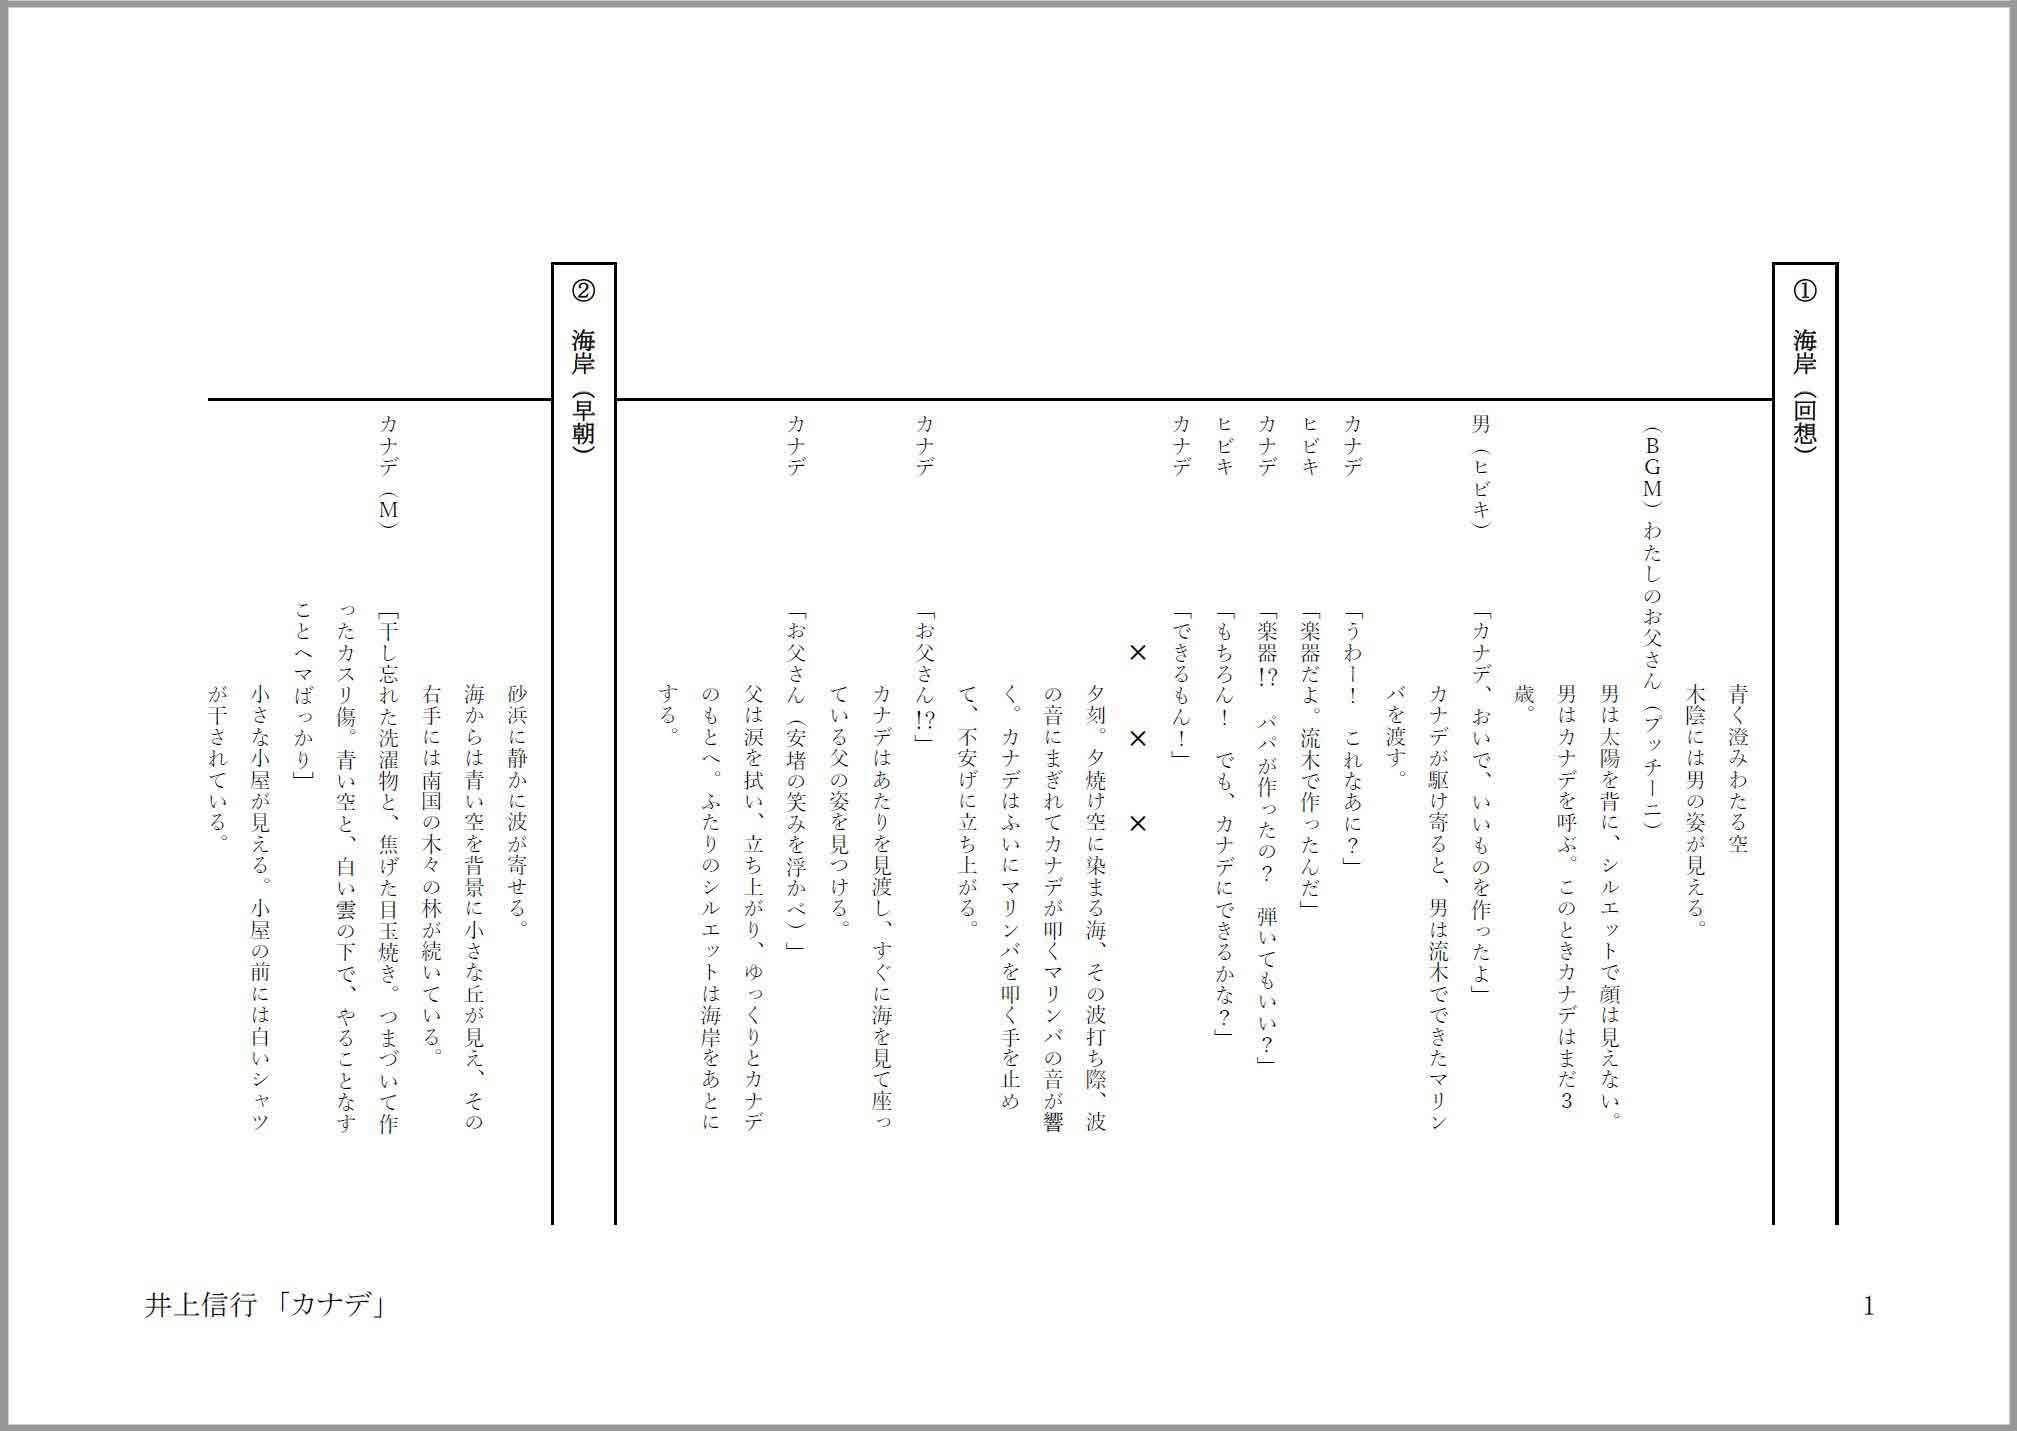 ① 海岸（回想）
青く澄みわたる空
木陰には男の姿が見える。
（ＢＧＭ）わたしのお父さん（プッチーニ）
男は太陽を背に、シルエットで顔は見えない。
男はカナデを呼ぶ。このときカナデはまだ３
歳。
男（ヒビキ） 「カナデ、おいで、いいものを作ったよ」
カナデが駆け寄ると、男は流木でできたマリン
バを渡す。
カナデ 「うわー！　これなあに？」
ヒビキ 「楽器だよ。流木で作ったんだ」
カナデ 「楽器!?　パパが作ったの？　弾いてもいい？」
ヒビキ 「もちろん！　でも、カナデにできるかな？」
カナデ 「できるもん！」
× × ×
夕刻。夕焼け空に染まる海、その波打ち際、波
の音にまぎれてカナデが叩くマリンバの音が響
く。カナデはふいにマリンバを叩く手を止め
て、不安げに立ち上がる。
カナデ 「お父さん!?」
カナデはあたりを見渡し、すぐに海を見て座っ
ている父の姿を見つける。
カナデ 「お父さん（安堵の笑みを浮かべ）」
父は涙を拭い、立ち上がり、ゆっくりとカナデ
のもとへ。ふたりのシルエットは海岸をあとに
する。
② 海岸（早朝）
砂浜に静かに波が寄せる。
海からは青い空を背景に小さな丘が見え、その
右手には南国の木々の林が続いている。
カナデ（Ｍ） ［干し忘れた洗濯物と、焦げた目玉焼き。つまづいて作
ったカスリ傷。青い空と、白い雲の下で、やることなす
ことヘマばっかり］
小さな小屋が見える。小屋の前には白いシャツ
が干されている。
井上信行「カナデ」
1